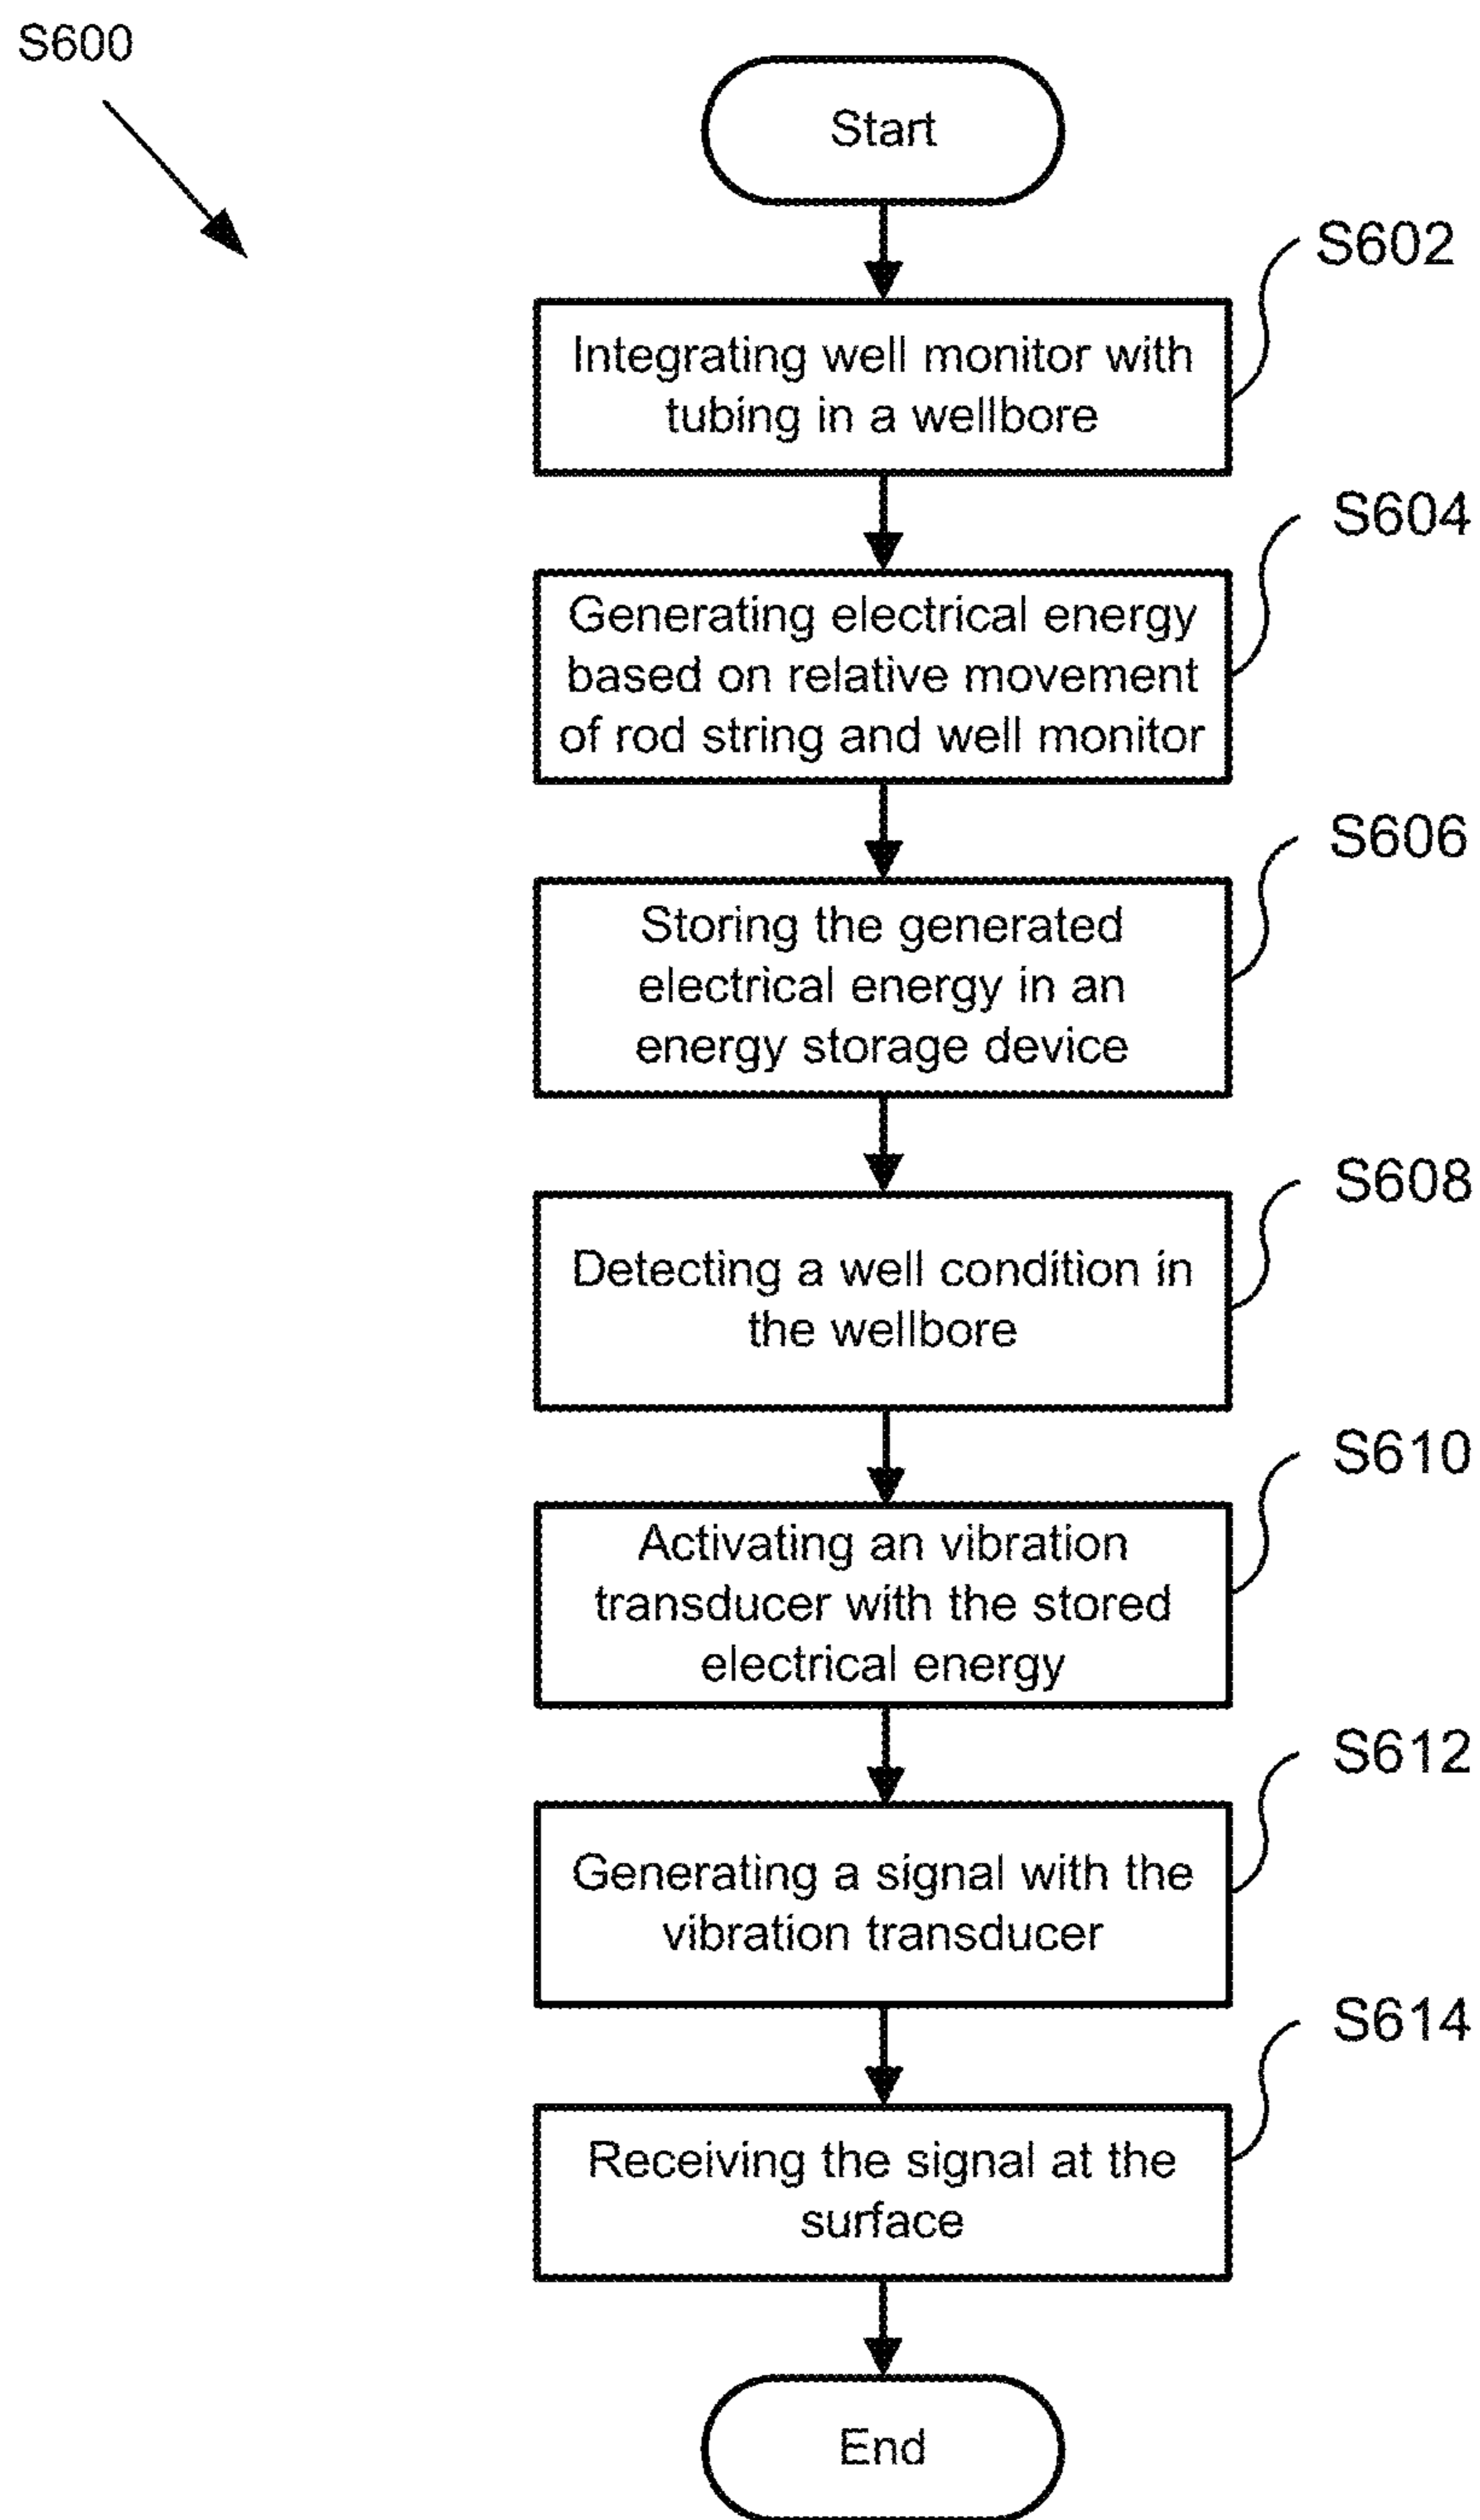 S600
Start
S602
Integrating well monitor with
tubing in a wellbore
S604
Generating electrical energy
based on relative movement
of rod string and well monitor
S606
Storing the generated
electrical energy in an
energy storage device
S608
Detecting a well condition in
the wellbore
S610
Activating an vibration
transducer with the stored
electrical energy
S612
Generating a signal with the
vibration transducer
S614
Receiving the signal at the
surface
End